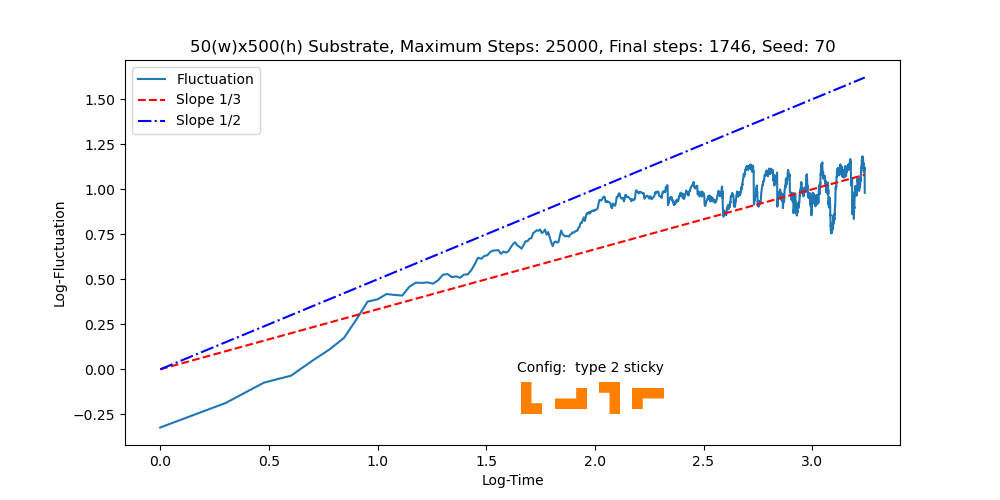 50(w)x500(h) Substrate, Maximum Steps: 25000, Final steps: 1746, Seed: 70
Fluctuation
Slope 1/3
Slope 1/2
1.50
1.25
1.00
0.75
0.50
0.25
0.00
−0.25
Log-Fluctuation
Config:  type 2 sticky
0.0 0.5 1.0 1.5 2.0 2.5 3.0
Log-Time